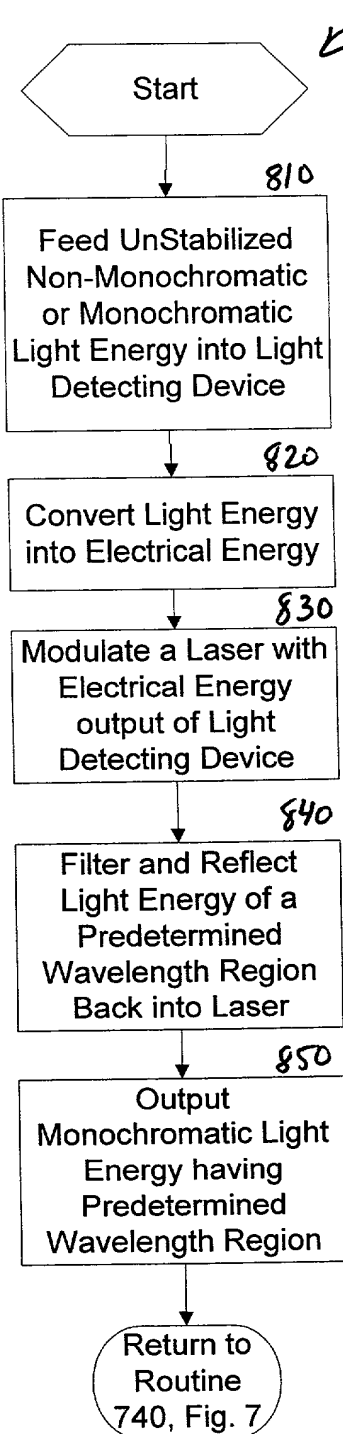 Start
810
Feed UnStabilized
Non-Monochromatic
or Monochromatic
Light Energy into Light
Detecting Device
820
Convert Light Energy
into Electrical Energy
830
Modulate a Laser with
Electrical Energy
output of Light
Detecting Device
840
Filter and Reflect
Light Energy of a
Predetermined
Wavelength Region
Back into Laser
850
Output
Monochromatic Light
Energy having
Predetermined
Wavelength Region
Return to
Routine
740, Fig. 7